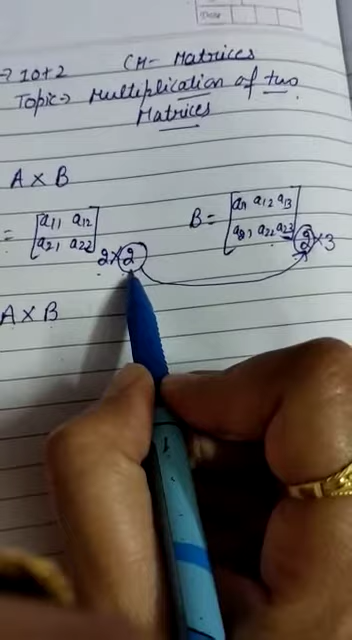 Date
→ 10+2 CH- Matrices
Topic → Multiplication of two
Matrices
A × B
= [a11 a12
a21 a22] 2×2
B = [a11 a12 a13
a21 a22 a23] 2×3
A × B